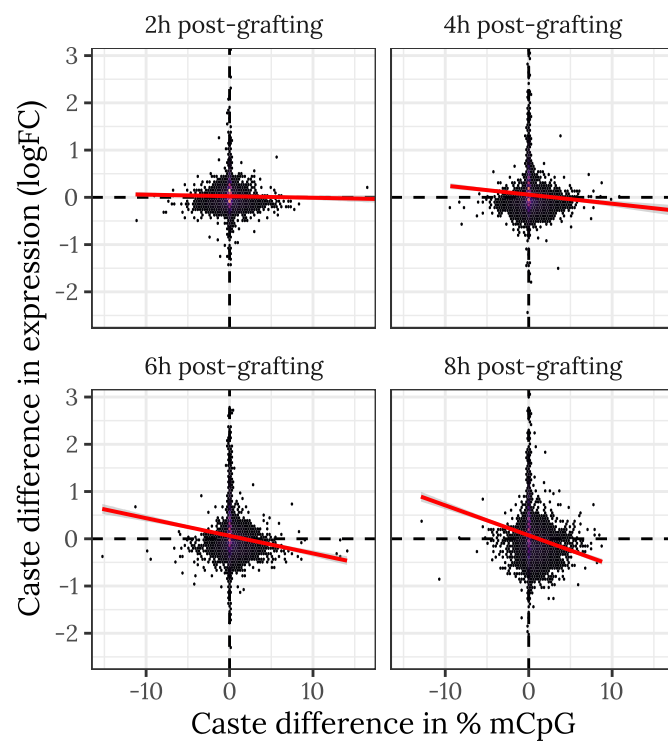 2h post-grafting
4h post-grafting
3
2
1
0
-1
-2
Caste difference in expression (logFC)
6h post-grafting
8h post-grafting
3
2
1
0
-1
-2
-10 0 10
-10 0 10
Caste difference in % mCpG